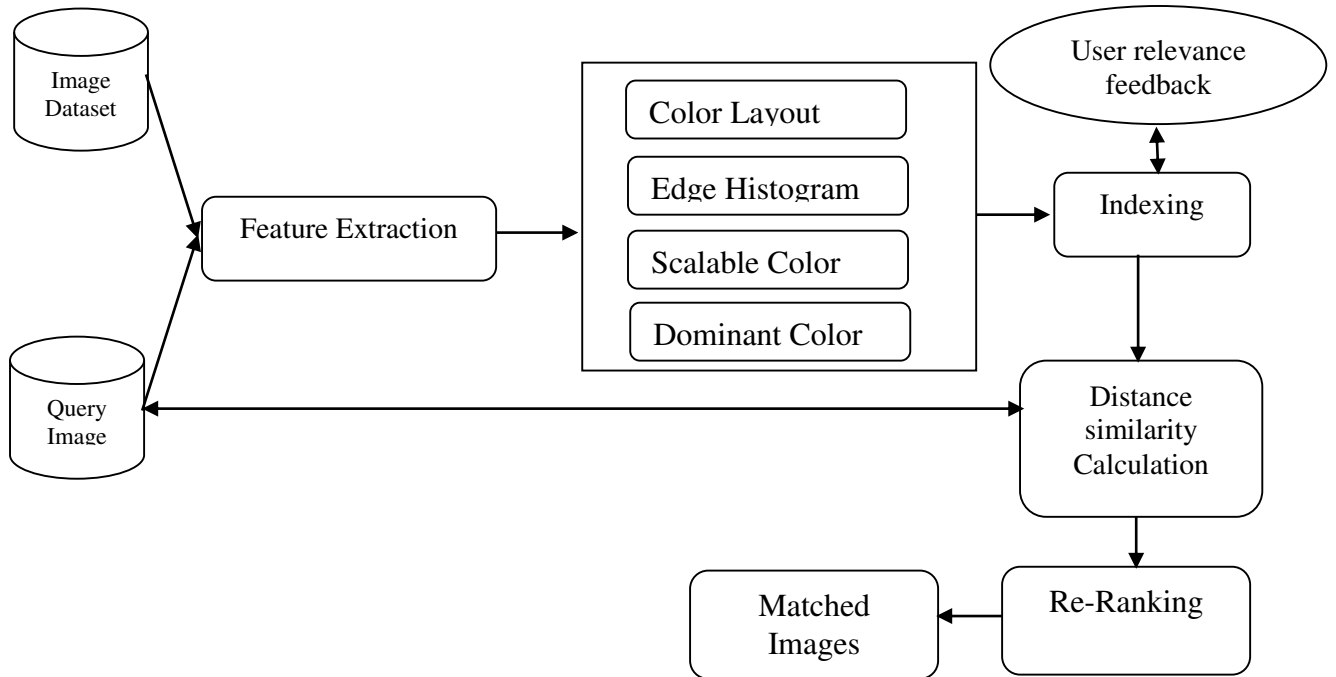 Image
Dataset
Query
Image
Feature Extraction
Color Layout
Edge Histogram
Scalable Color
Dominant Color
User relevance
feedback
Indexing
Distance
similarity
Calculation
Re-Ranking
Matched
Images